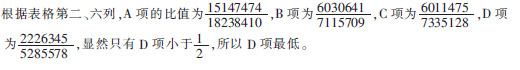 根据表格第二、六列,A 项的比值为15147474/18238410,B 项为6030641/7115709,C 项为6011475/7335128,D 项
为2226345/5285578,显然只有 D 项小于1/2,所以 D 项最低。